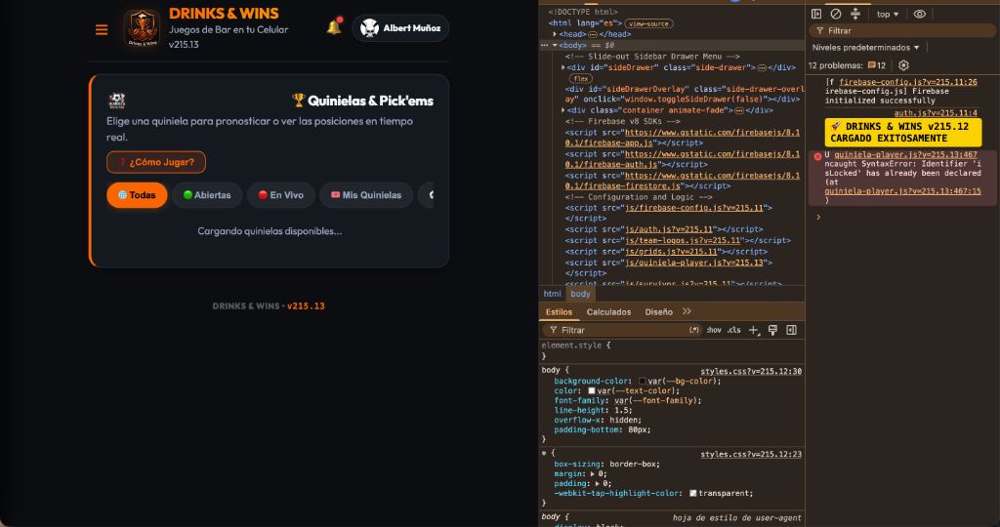 DRINKS & WINS
Juegos de Bar en tu Celular
v215.13
Albert Muñoz
🏆 Quinielas & Pick'ems
Elige una quiniela para pronosticar o ver las posiciones en tiempo
real.
❓ ¿Cómo Jugar?
🌐 Todas
🟢 Abiertas
🔴 En Vivo
🎟️ Mis Quinielas
Cargando quinielas disponibles...
DRINKS & WINS • v215.13
<!DOCTYPE html>
<html lang="es"> view-source
▶<head>…</head>
··· ▼<body> == $0
<!-- Slide-out Sidebar Drawer Menu -->
▶<div id="sideDrawer" class="side-drawer">…</div>
flex
<div id="sideDrawerOverlay" class="side-drawer-overl
ay" onclick="window.toggleSideDrawer(false)"></div>
▶<div class="container animate-fade">…</div>
<!-- Firebase v8 SDKs -->
<script src="https://www.gstatic.com/firebasejs/8.1
0.1/firebase-app.js"></script>
<script src="https://www.gstatic.com/firebasejs/8.1
0.1/firebase-auth.js"></script>
<script src="https://www.gstatic.com/firebasejs/8.1
0.1/firebase-firestore.js"></script>
<!-- Configuration and Logic -->
<script src="js/firebase-config.js?v=215.11">
</script>
<script src="js/auth.js?v=215.11"></script>
<script src="js/team-logos.js?v=215.11"></script>
<script src="js/grids.js?v=215.11"></script>
<script src="js/quiniela-player.js?v=215.13">
</script>
<script src="js/survivor.js?v=215.11"></script>
html body
Estilos Calculados Diseño
Filtrar :hov .cls
element.style {
}
body { styles.css?v=215.12:30
background-color: var(--bg-color);
color: var(--text-color);
font-family: var(--font-family);
line-height: 1.5;
overflow-x: hidden;
padding-bottom: 80px;
}
* { styles.css?v=215.12:23
box-sizing: border-box;
margin: ▶ 0;
padding: ▶ 0;
-webkit-tap-highlight-color: transparent;
}
body { hoja de estilo de user-agent
display: block;
top ▼
Filtrar
Niveles predeterminados ▼
12 problemas: 12
[f firebase-config.js?v=215.11:26
irebase-config.js] Firebase
initialized successfully
auth.js?v=215.11:4
🚀 DRINKS & WINS v215.12
CARGADO EXITOSAMENTE
U quiniela-player.js?v=215.13:467
ncaught SyntaxError: Identifier 'i
sLocked' has already been declared
(at
quiniela-player.js?v=215.13:467:15
)